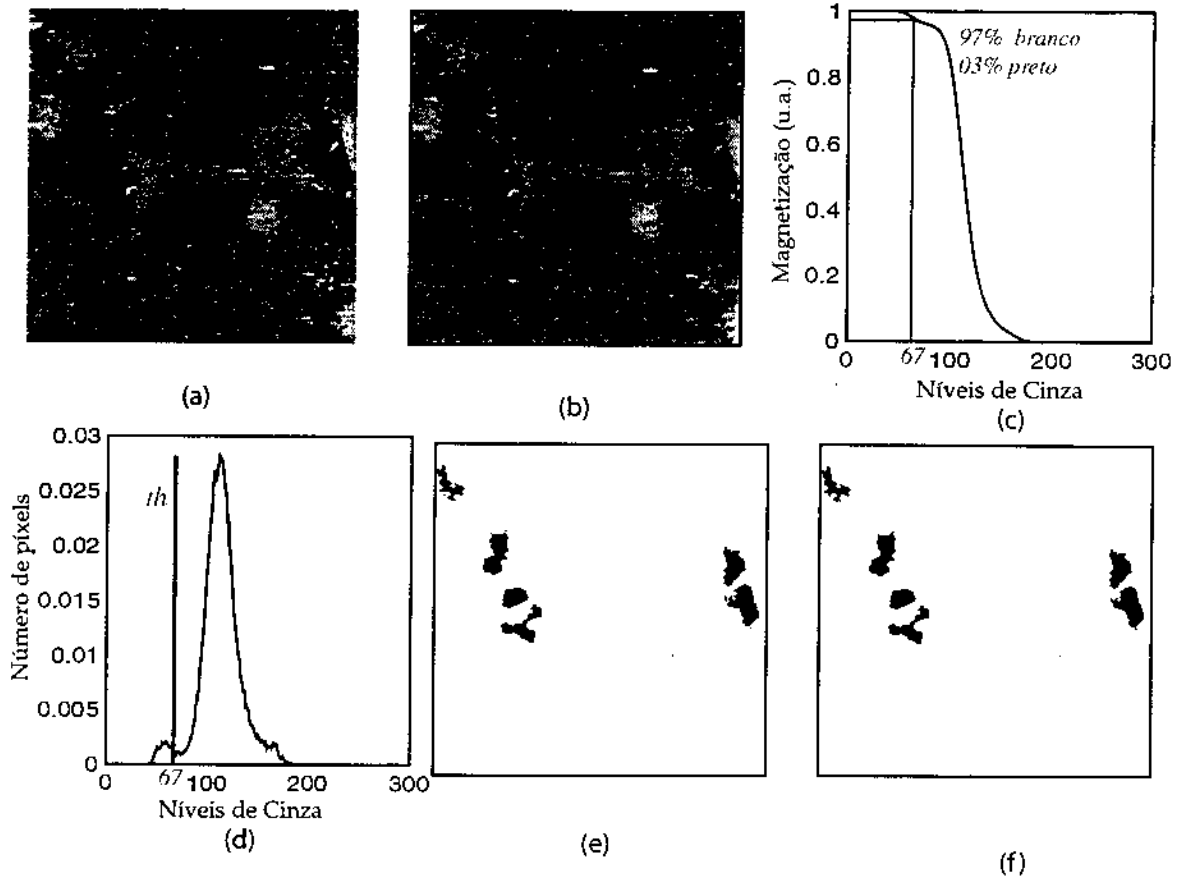 (a)
(b)
1
0.8
0.6
0.4
0.2
0
Magnetização (u.a.)
97% branco
03% preto
0
67
100
200
300
Níveis de Cinza
(c)
0.03
0.025
0.02
0.015
0.01
0.005
0
Número de píxels
th
0
67
100
200
300
Níveis de Cinza
(d)
(e)
(f)